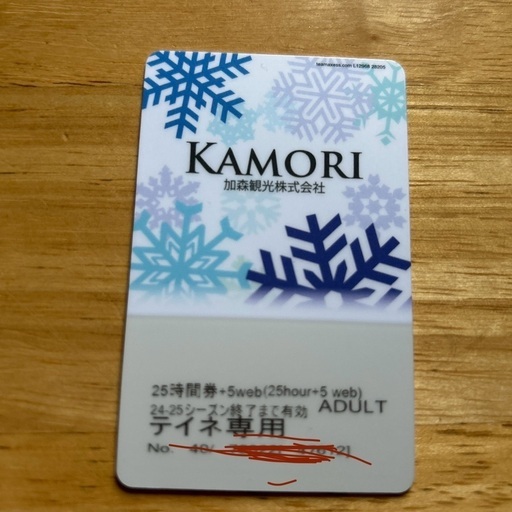 KAMORI
加森観光株式会社
25時間券+5web(25hour+5 web)
24-25シーズン終了まで有効 ADULT
テイネ専用
No.